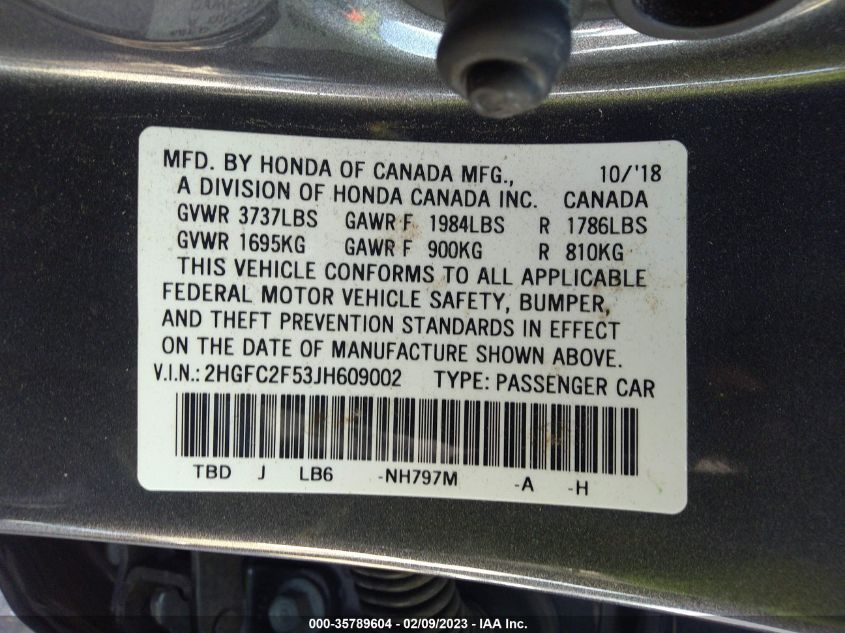 MFD. BY HONDA OF CANADA MFG., 10/'18
A DIVISION OF HONDA CANADA INC. CANADA
GVWR 3737LBS GAWR F 1984LBS R 1786LBS
GVWR 1695KG GAWR F 900KG R 810KG
THIS VEHICLE CONFORMS TO ALL APPLICABLE
FEDERAL MOTOR VEHICLE SAFETY, BUMPER,
AND THEFT PREVENTION STANDARDS IN EFFECT
ON THE DATE OF MANUFACTURE SHOWN ABOVE.
V.I.N.: 2HGFC2F53JH609002 TYPE: PASSENGER CAR
TBD J LB6 -NH797M -A -H
000-35789604 - 02/09/2023 - IAA Inc.